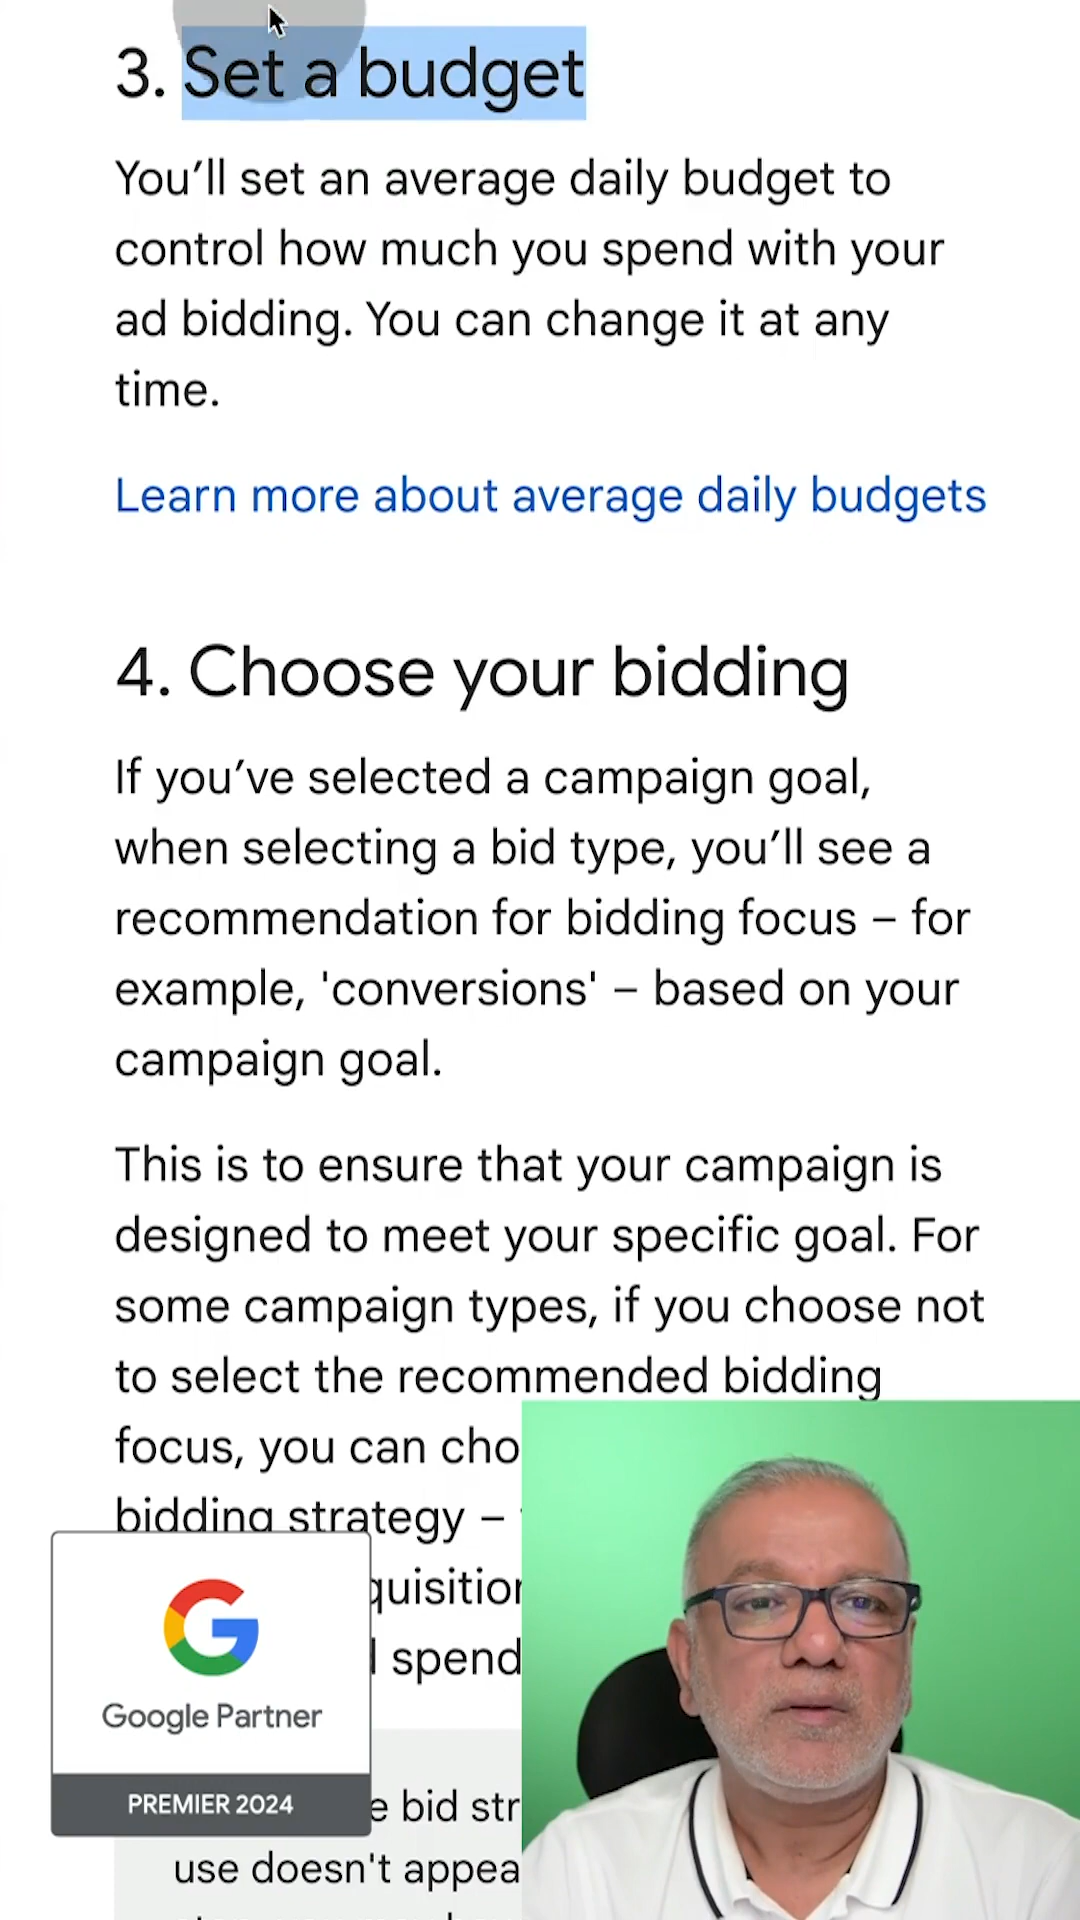 3. Set a budget
You’ll set an average daily budget to
control how much you spend with your
ad bidding. You can change it at any
time.
Learn more about average daily budgets
4. Choose your bidding
If you’ve selected a campaign goal,
when selecting a bid type, you’ll see a
recommendation for bidding focus – for
example, 'conversions' – based on your
campaign goal.
This is to ensure that your campaign is
designed to meet your specific goal. For
some campaign types, if you choose not
to select the recommended bidding
focus, you can cho
bidding strategy –
quisition
spend
e bid str
use doesn't appea
Google Partner
PREMIER 2024